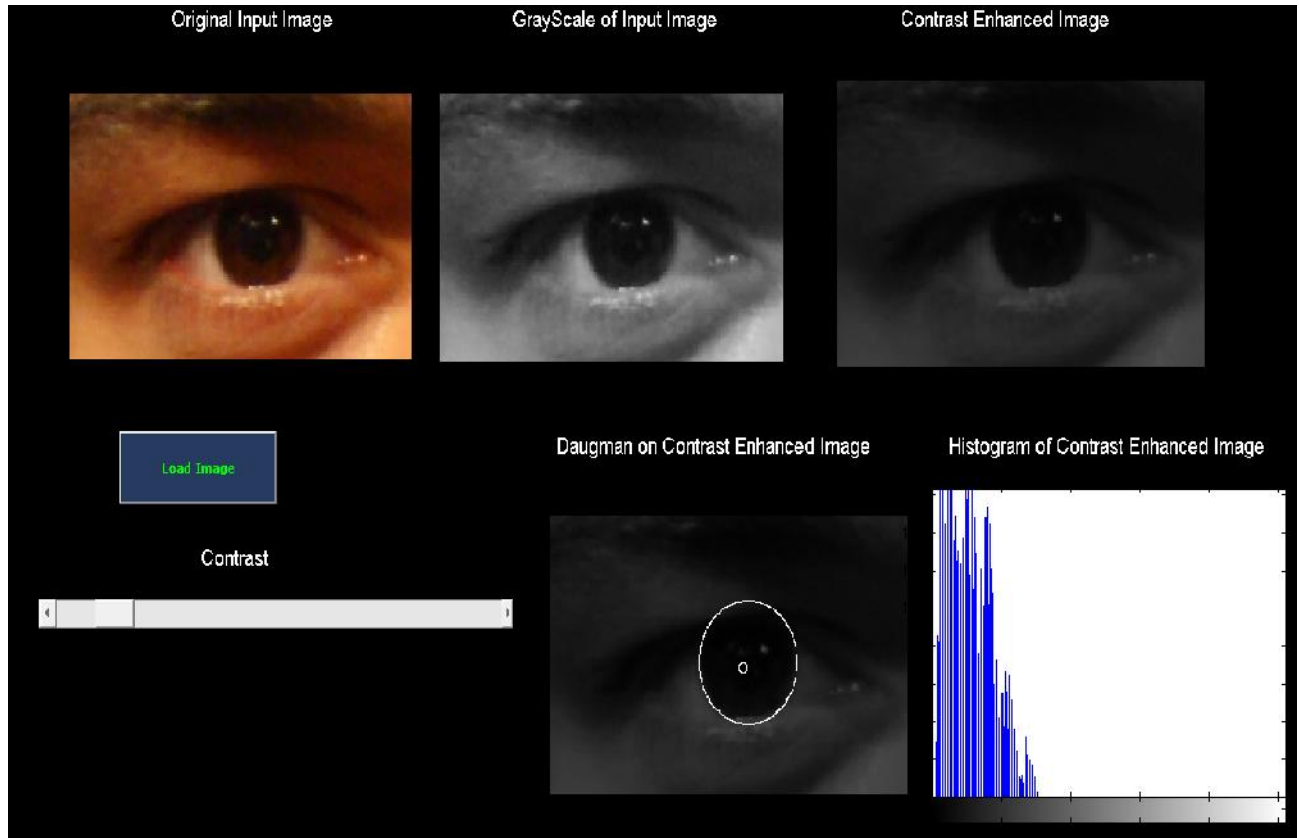 Original Input Image
GrayScale of Input Image
Contrast Enhanced Image
Load Image
Contrast
Daugman on Contrast Enhanced Image
Histogram of Contrast Enhanced Image